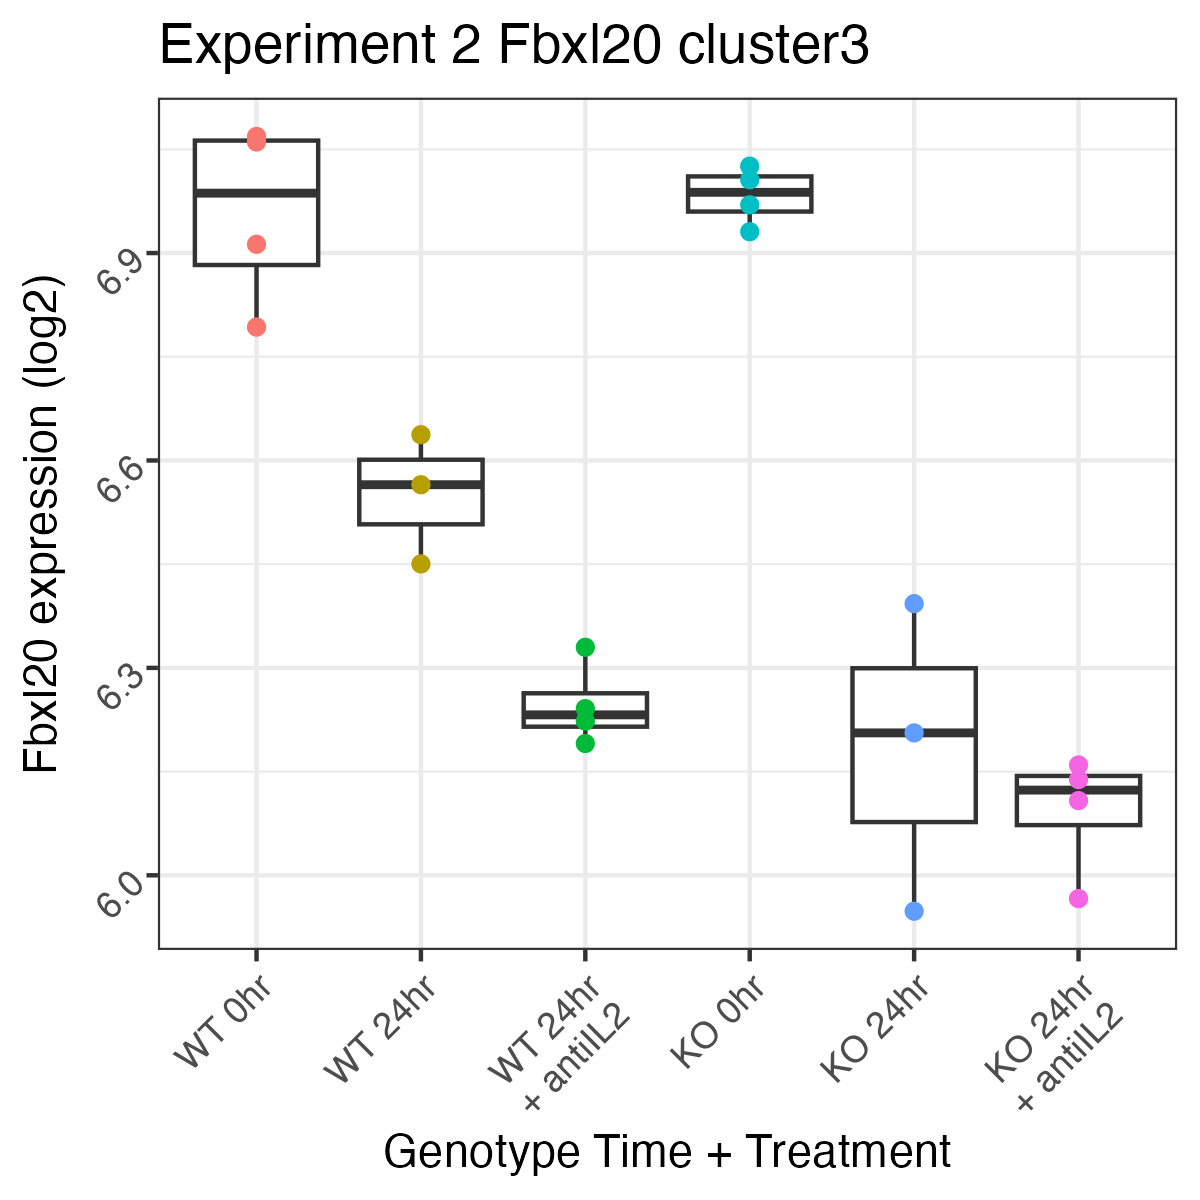 Experiment 2 Fbxl20 cluster3
Fbxl20 expression (log2)
6.9
6.6
6.3
6.0
WT 0hr
WT 24hr
WT 24hr
+ antiIL2
KO 0hr
KO 24hr
KO 24hr
+ antiIL2
Genotype Time + Treatment